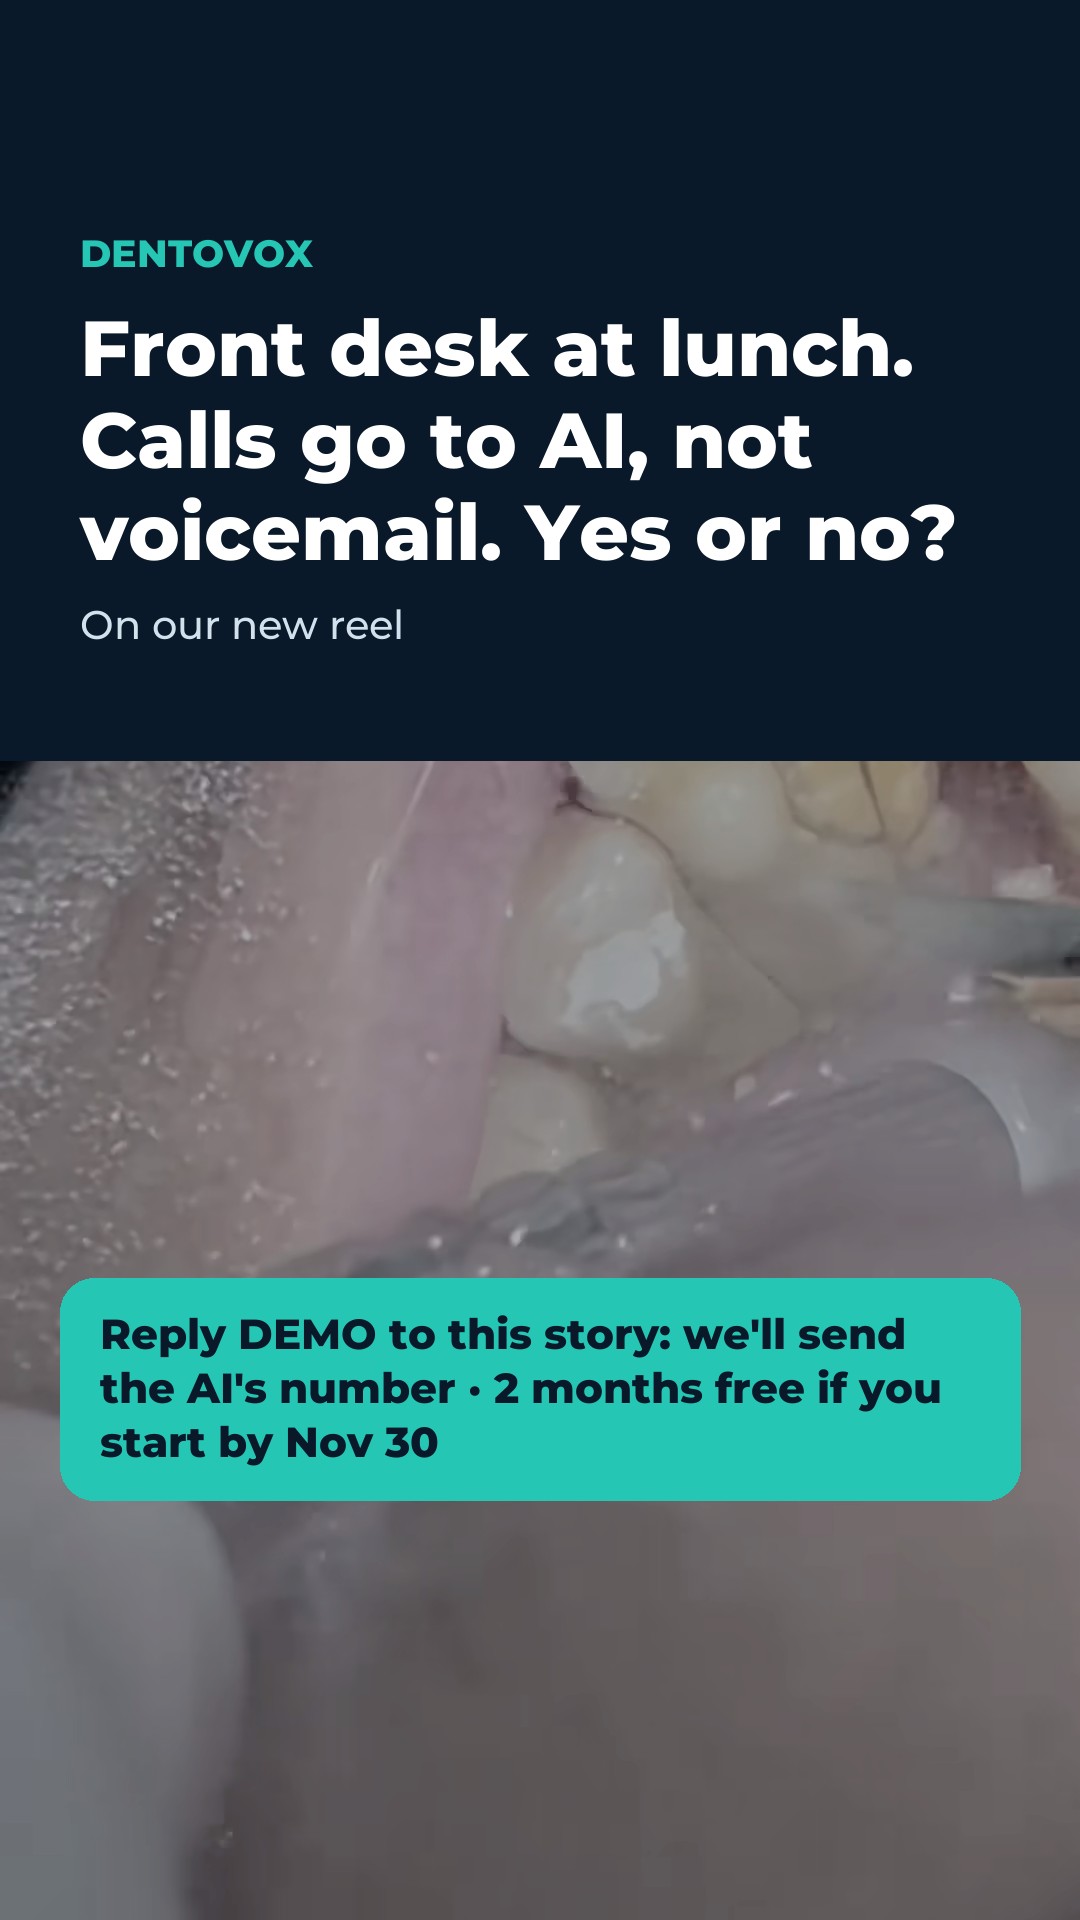 DENTOVOX
Front desk at lunch.
Calls go to AI, not
voicemail. Yes or no?
On our new reel
Reply DEMO to this story: we'll send
the AI's number • 2 months free if you
start by Nov 30